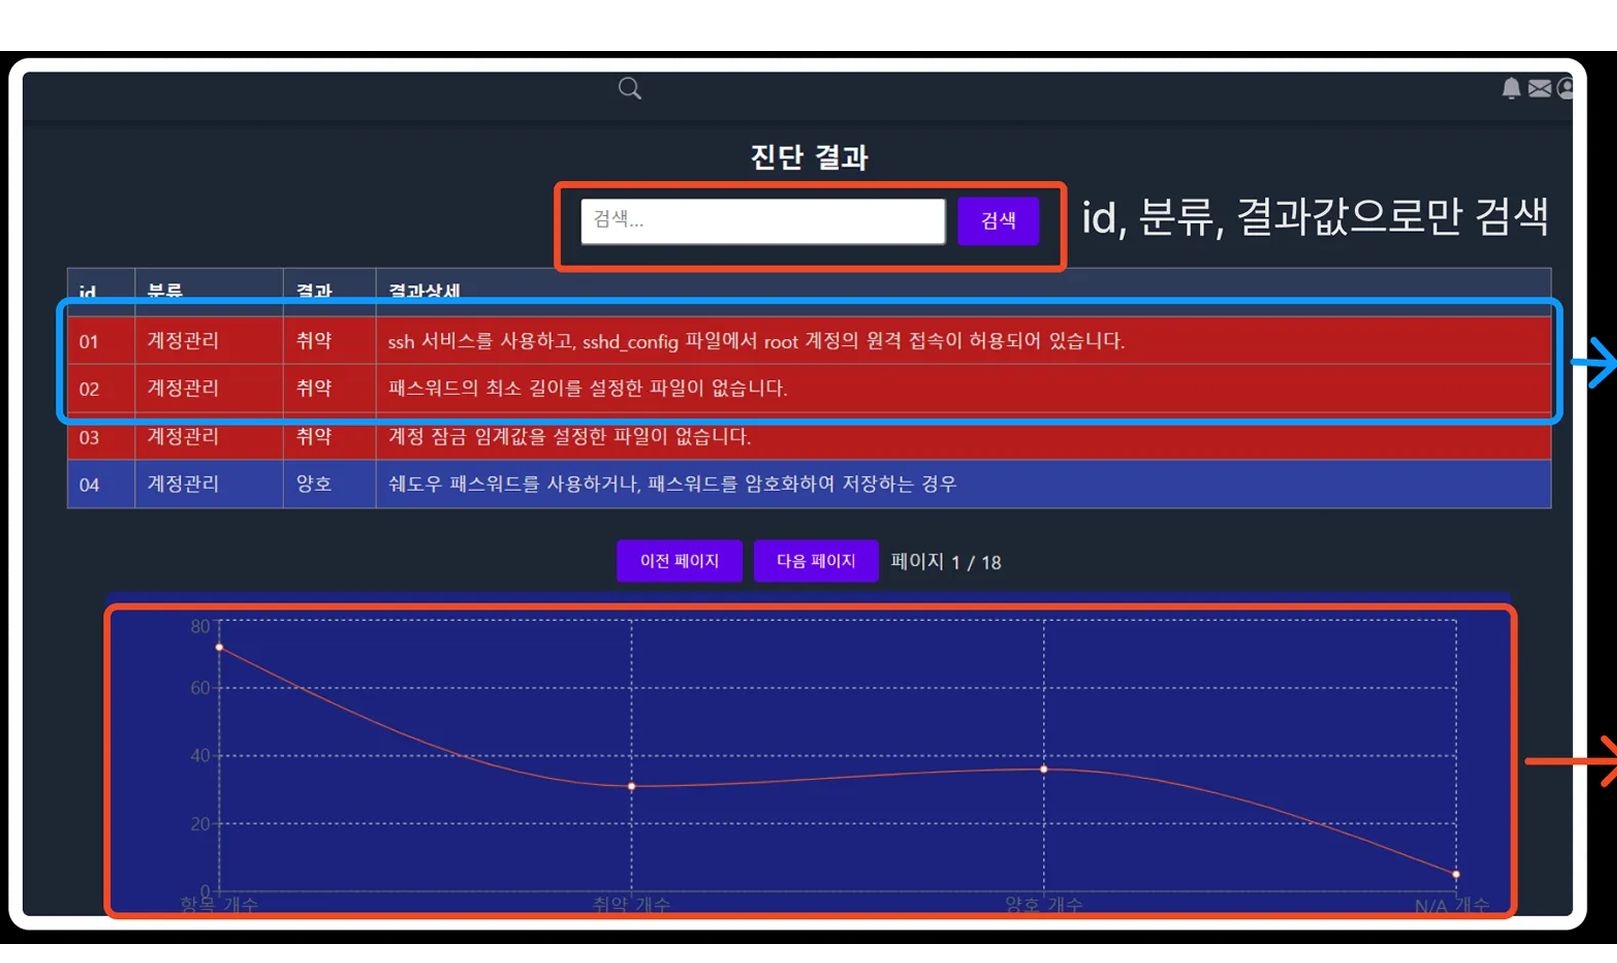 진단 결과
검색...
검색
id, 분류, 결과값으로만 검색
id 분류 결과 결과상세
01 계정관리 취약 ssh 서비스를 사용하고, sshd_config 파일에서 root 계정의 원격 접속이 허용되어 있습니다.
02 계정관리 취약 패스워드의 최소 길이를 설정한 파일이 없습니다.
03 계정관리 취약 계정 잠금 임계값을 설정한 파일이 없습니다.
04 계정관리 양호 쉐도우 패스워드를 사용하거나, 패스워드를 암호화하여 저장하는 경우
이전 페이지 다음 페이지 페이지 1 / 18
80
60
40
20
0
항목 개수 취약 개수 양호 개수 N/A 개수